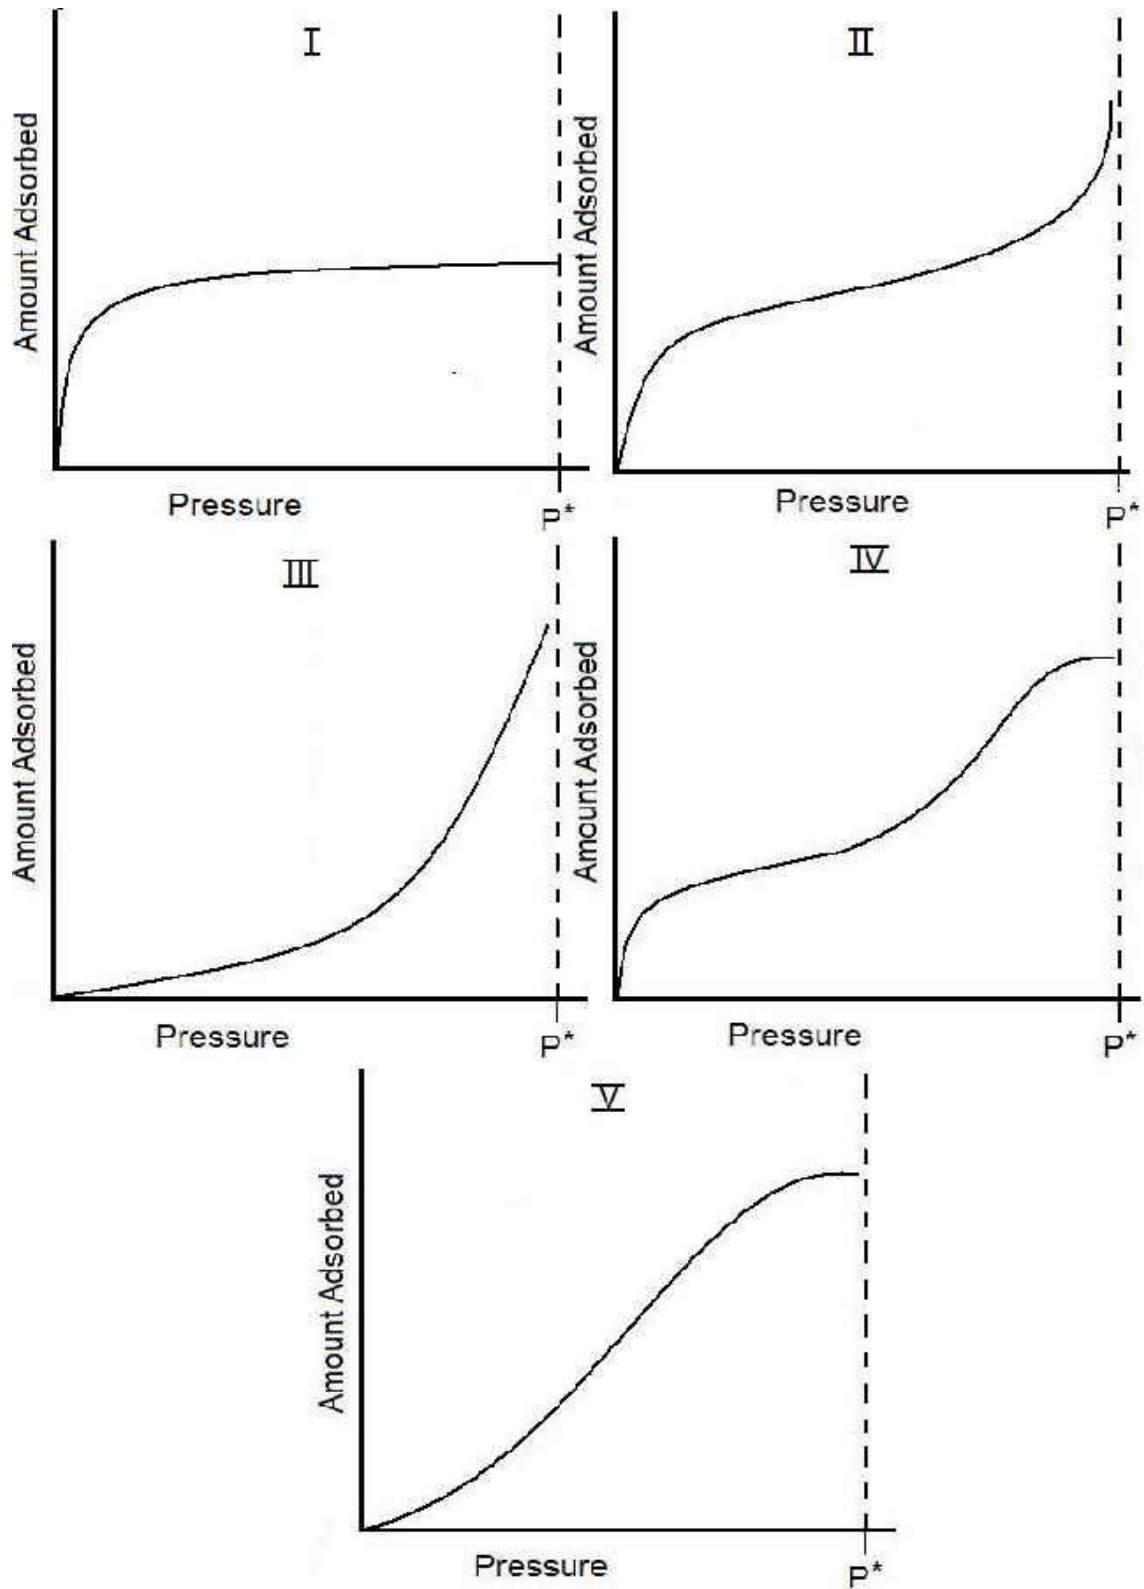 I
Amount Adsorbed
Pressure
P*
II
Amount Adsorbed
Pressure
P*
III
Amount Adsorbed
Pressure
P*
IV
Amount Adsorbed
Pressure
P*
V
Amount Adsorbed
Pressure
P*